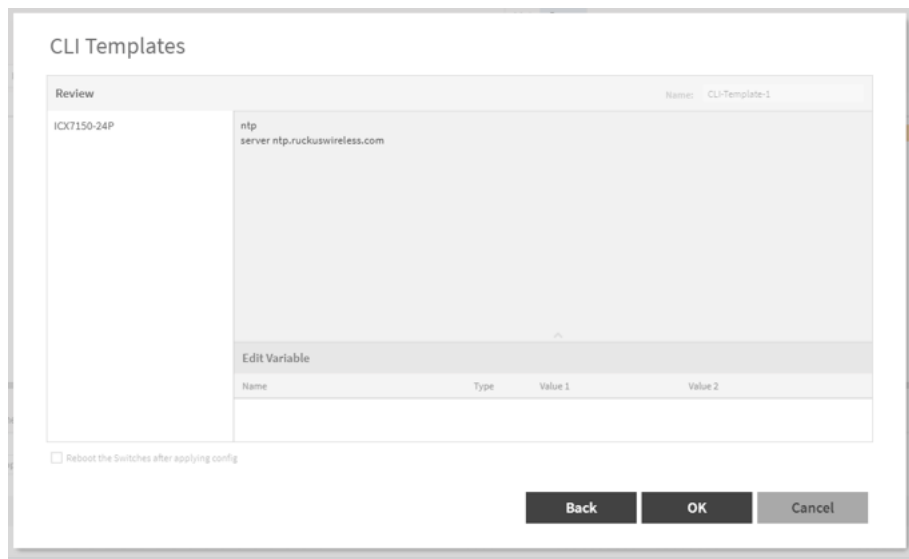 CLI Templates
Review
Name: CLI-Template-1
ICX7150-24P
ntp
server ntp.ruckuswireless.com
Edit Variable
Name Type Value 1 Value 2
Reboot the Switches after applying config
Back OK Cancel